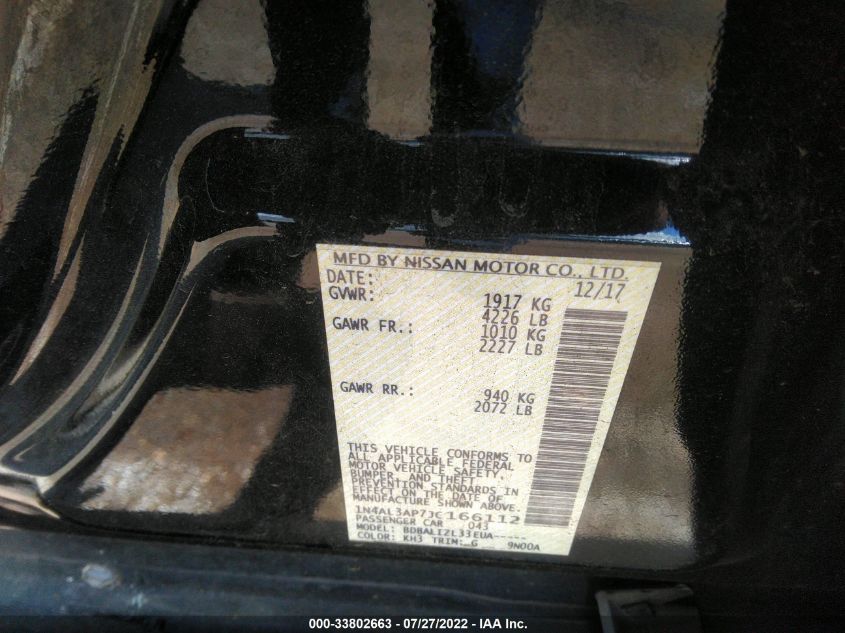 MFD BY NISSAN MOTOR CO., LTD.
DATE: 12/17
GVWR: 1917 KG
4226 LB
GAWR FR.: 1010 KG
2227 LB
GAWR RR.: 940 KG
2072 LB
THIS VEHICLE CONFORMS TO
ALL APPLICABLE FEDERAL
MOTOR VEHICLE SAFETY,
BUMPER, AND THEFT
PREVENTION STANDARDS IN
EFFECT ON THE DATE OF
MANUFACTURE SHOWN ABOVE.
1N4AL3AP7JC166112
PASSENGER CAR 043
MODEL: BDBALIZL33EUA-----
COLOR: KH3 TRIM: G 9N00A
000-33802663 - 07/27/2022 - IAA Inc.